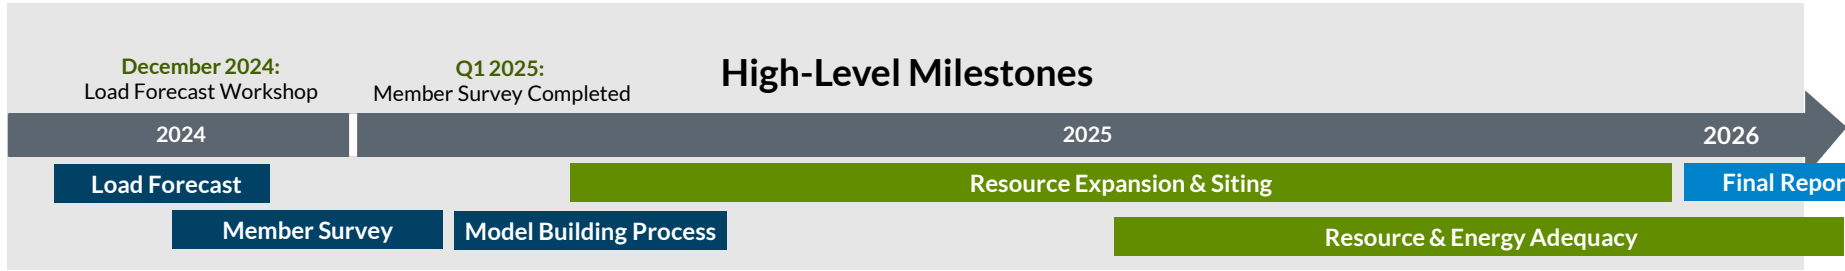 High-Level Milestones
December 2024:
Load Forecast Workshop
Q1 2025:
Member Survey Completed
2024
2025
2026
Load Forecast
Resource Expansion & Siting
Final Repor
Member Survey
Model Building Process
Resource & Energy Adequacy